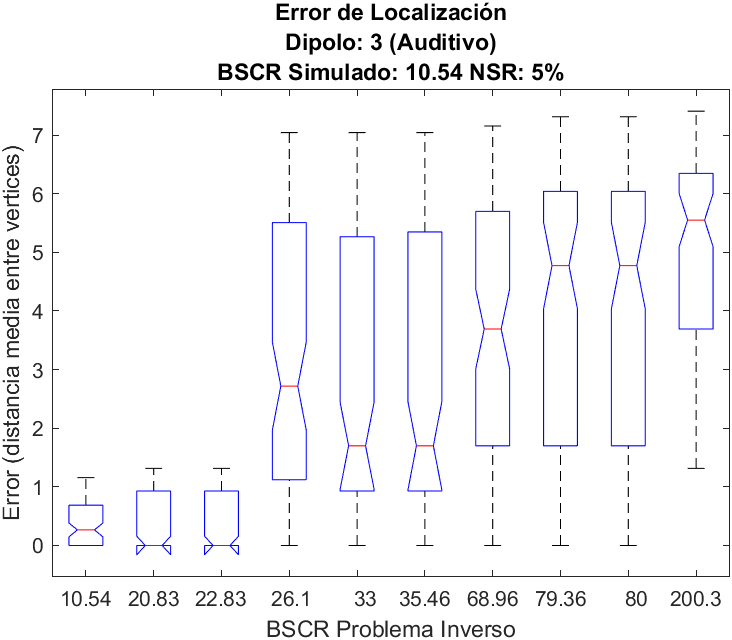 Error de Localización
Dipolo: 3 (Auditivo)
BSCR Simulado: 10.54 NSR: 5%
Error (distancia media entre vertices)
7
6
5
4
3
2
1
0
10.54 20.83 22.83 26.1 33 35.46 68.96 79.36 80 200.3
BSCR Problema Inverso